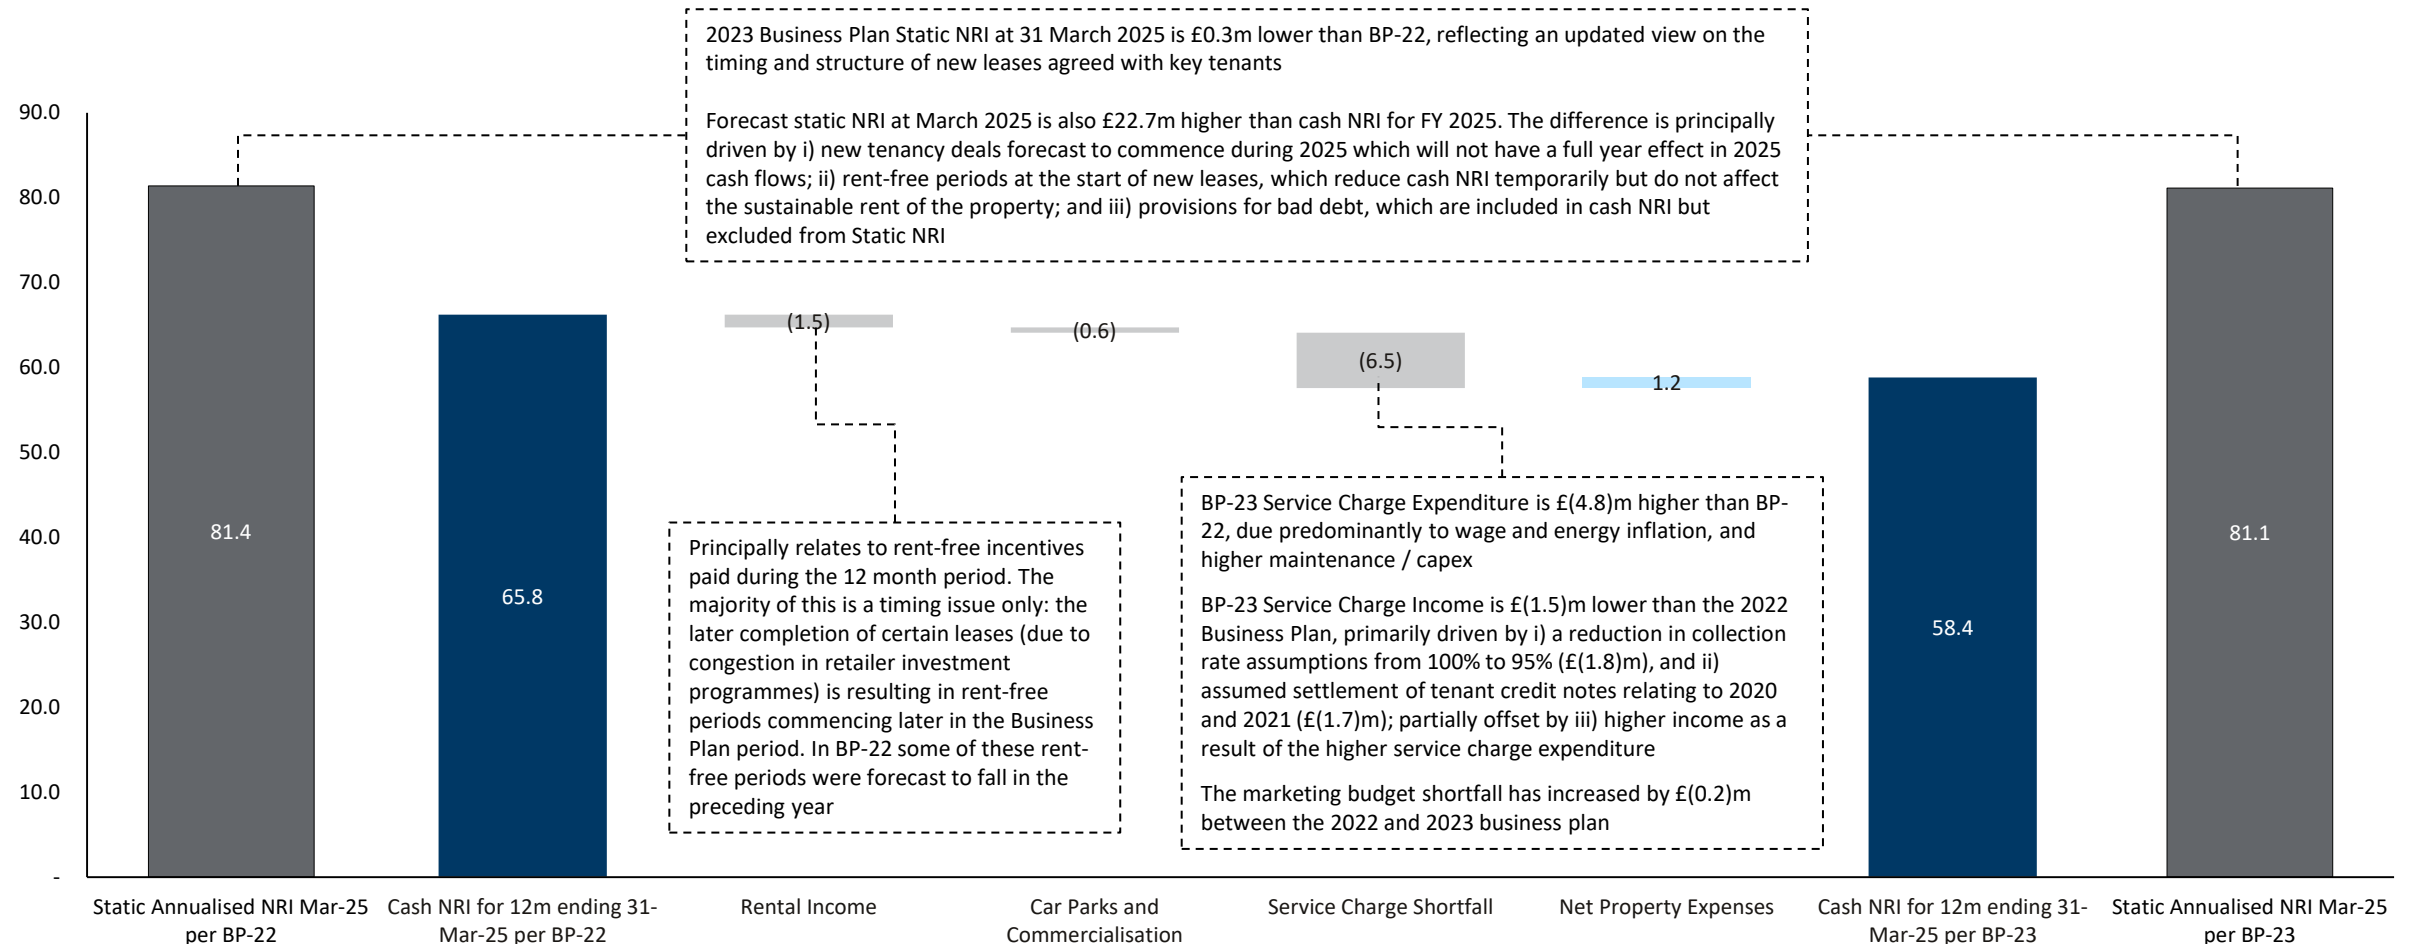 2023 Business Plan Static NRI at 31 March 2025 is £0.3m lower than BP-22, reflecting an updated view on the
timing and structure of new leases agreed with key tenants
Forecast static NRI at March 2025 is also £22.7m higher than cash NRI for FY 2025. The difference is principally
driven by i) new tenancy deals forecast to commence during 2025 which will not have a full year effect in 2025
cash flows; ii) rent-free periods at the start of new leases, which reduce cash NRI temporarily but do not affect
the sustainable rent of the property; and iii) provisions for bad debt, which are included in cash NRI but
excluded from Static NRI
90.0
80.0
70.0
60.0
50.0
40.0
30.0
20.0
10.0
-
81.4
65.8
(1.5)
(0.6)
(6.5)
1.2
58.4
81.1
Principally relates to rent-free incentives
paid during the 12 month period. The
majority of this is a timing issue only: the
later completion of certain leases (due to
congestion in retailer investment
programmes) is resulting in rent-free
periods commencing later in the Business
Plan period. In BP-22 some of these rent-
free periods were forecast to fall in the
preceding year
BP-23 Service Charge Expenditure is £(4.8)m higher than BP-
22, due predominantly to wage and energy inflation, and
higher maintenance / capex
BP-23 Service Charge Income is £(1.5)m lower than the 2022
Business Plan, primarily driven by i) a reduction in collection
rate assumptions from 100% to 95% (£(1.8)m), and ii)
assumed settlement of tenant credit notes relating to 2020
and 2021 (£(1.7)m); partially offset by iii) higher income as a
result of the higher service charge expenditure
The marketing budget shortfall has increased by £(0.2)m
between the 2022 and 2023 business plan
Static Annualised NRI Mar-25
per BP-22
Cash NRI for 12m ending 31-
Mar-25 per BP-22
Rental Income
Car Parks and
Commercialisation
Service Charge Shortfall
Net Property Expenses
Cash NRI for 12m ending 31-
Mar-25 per BP-23
Static Annualised NRI Mar-25
per BP-23